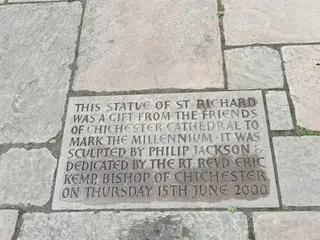 THIS STATUE OF ST RICHARD
WAS A GIFT FROM THE FRIENDS
OF CHICHESTER CATHEDRAL TO
MARK THE MILLENNIUM · IT WAS
SCULPTED BY PHILIP JACKSON &
DEDICATED BY THE RT. REVD ERIC
KEMP, BISHOP OF CHICHESTER
ON THURSDAY 15TH JUNE 2000